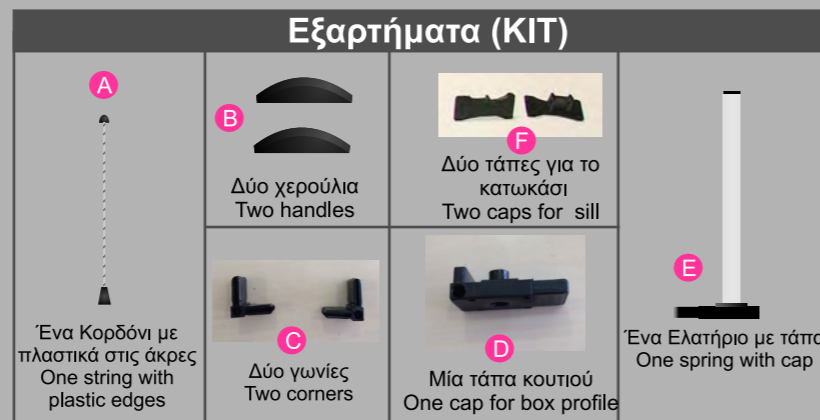 Εξαρτήματα (ΚΙΤ)
A
Ένα Κορδόνι με
πλαστικά στις άκρες
One string with
plastic edges
B
Δύο χερούλια
Two handles
C
Δύο γωνίες
Two corners
F
Δύο τάπες για το
κατωκάσι
Two caps for sill
D
Μία τάπα κουτιού
One cap for box profile
E
Ένα Ελατήριο με τάπα
One spring with cap